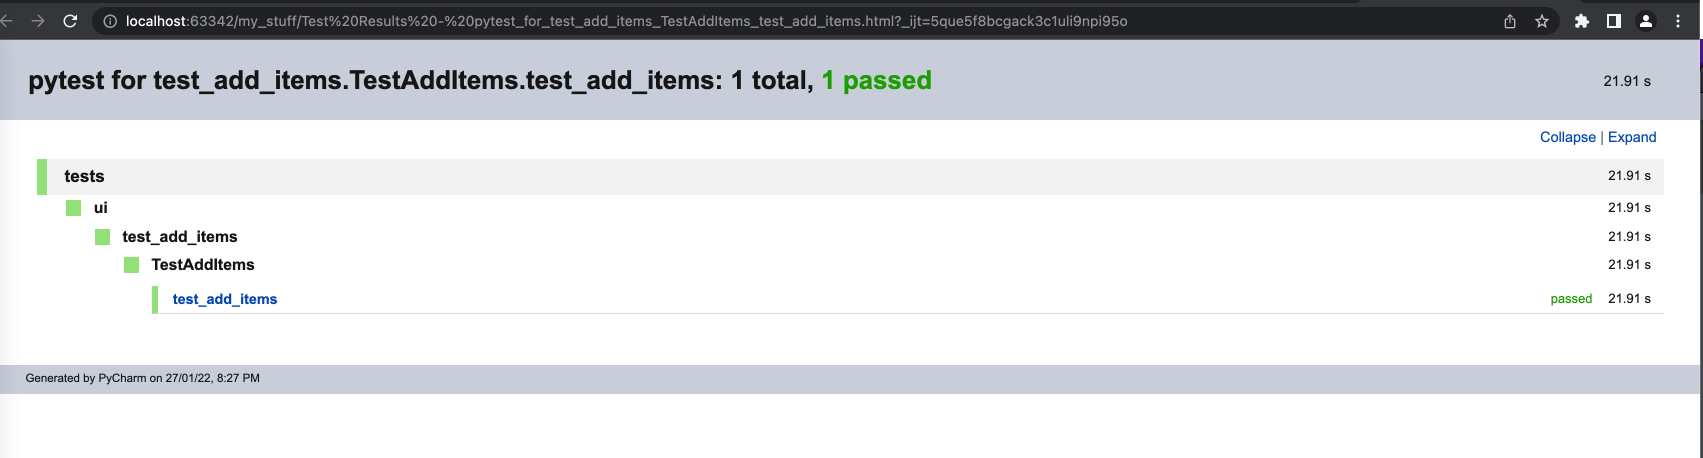 localhost:63342/my_stuff/Test%20Results%20-%20pytest_for_test_add_items_TestAddItems_test_add_items.html?_ijt=5que5f8bcgack3c1uli9npi95o
pytest for test_add_items.TestAddItems.test_add_items: 1 total, 1 passed 21.91 s
Collapse | Expand
tests 21.91 s
ui 21.91 s
test_add_items 21.91 s
TestAddItems 21.91 s
test_add_items passed 21.91 s
Generated by PyCharm on 27/01/22, 8:27 PM